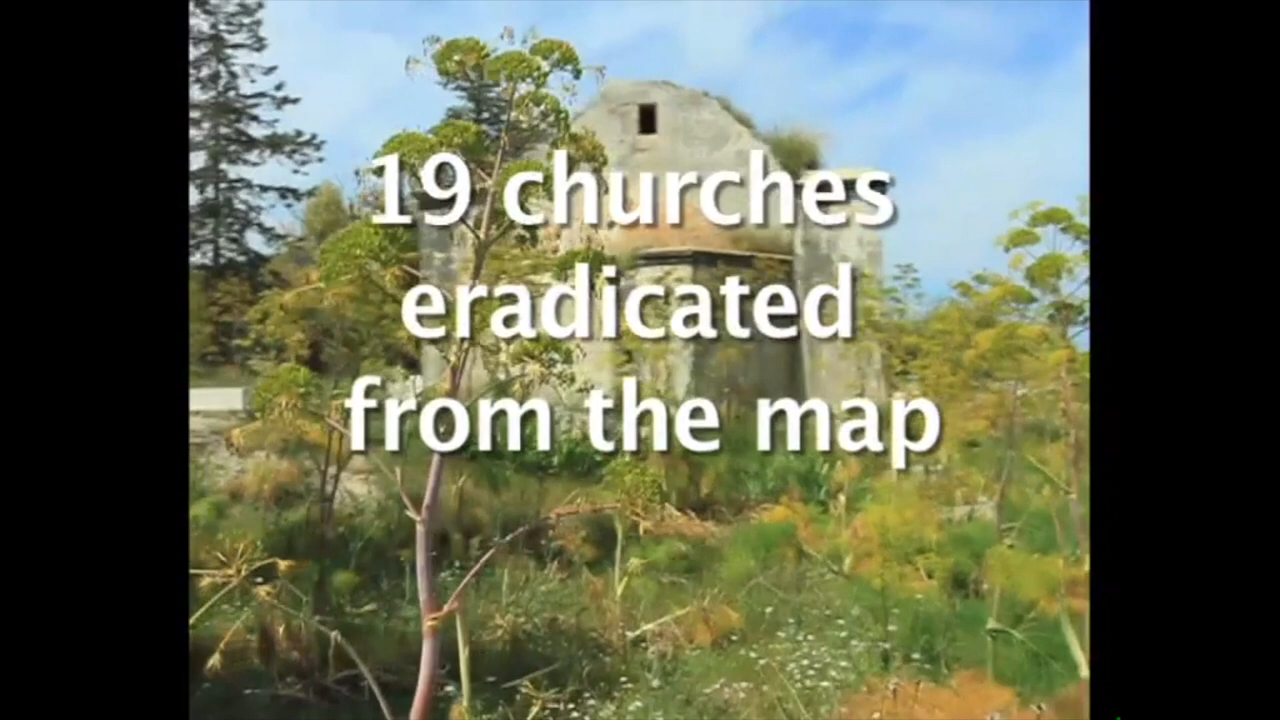 19 churches
eradicated
from the map